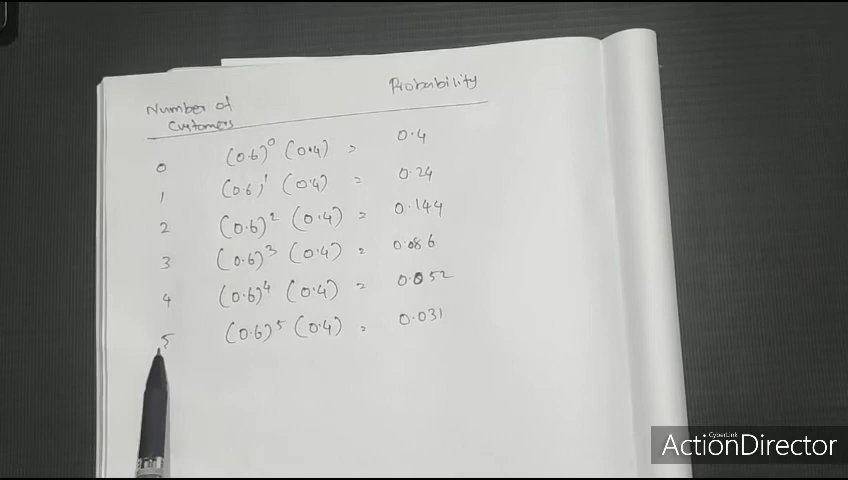 Number of Customers Probability
0 (0.6)⁰ (0.4) = 0.4
1 (0.6)¹ (0.4) = 0.24
2 (0.6)² (0.4) = 0.144
3 (0.6)³ (0.4) = 0.086
4 (0.6)⁴ (0.4) = 0.052
5 (0.6)⁵ (0.4) = 0.031
CyberLink
ActionDirector